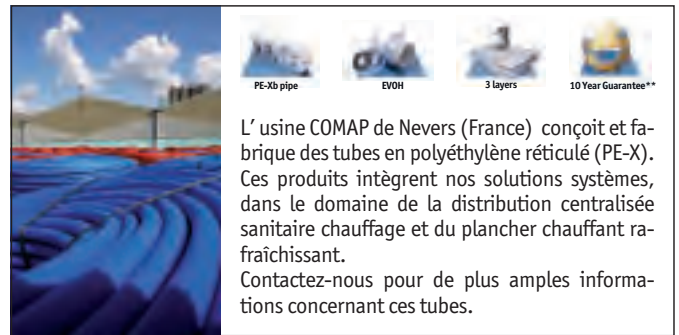 PE-Xb pipe EVOH 3 layers 10 Year Guarantee**
L' usine COMAP de Nevers (France) conçoit et fa-
brique des tubes en polyéthylène réticulé (PE-X).
Ces produits intègrent nos solutions systèmes,
dans le domaine de la distribution centralisée
sanitaire chauffage et du plancher chauffant ra-
fraîchissant.
Contactez-nous pour de plus amples informa-
tions concernant ces tubes.